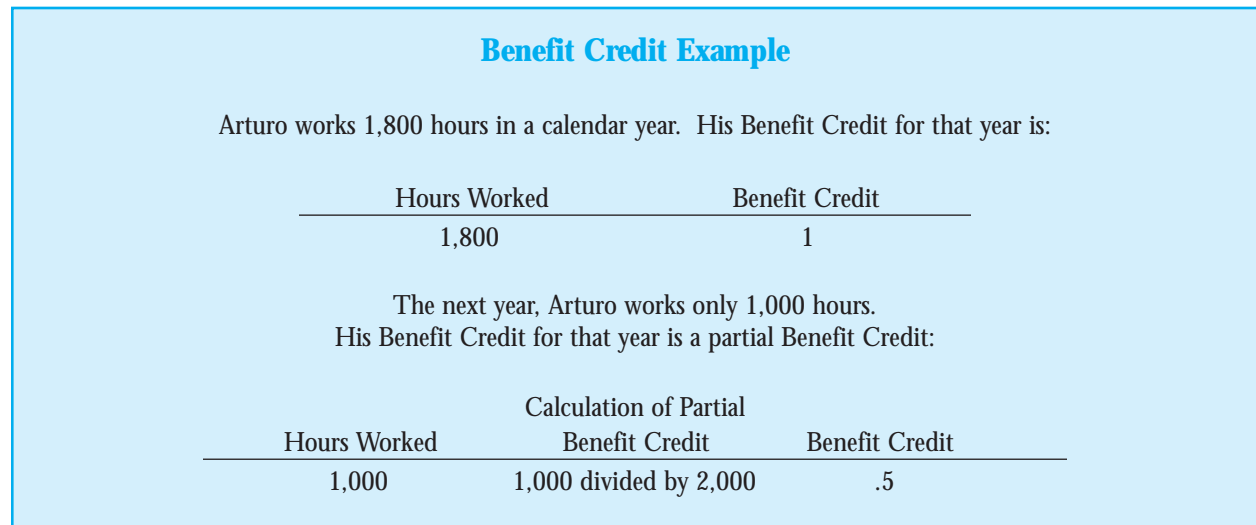 Benefit Credit Example
Arturo works 1,800 hours in a calendar year.  His Benefit Credit for that year is:
Hours Worked Benefit Credit
1,800 1
The next year, Arturo works only 1,000 hours.
His Benefit Credit for that year is a partial Benefit Credit:
Calculation of Partial
Hours Worked Benefit Credit Benefit Credit
1,000 1,000 divided by 2,000 .5